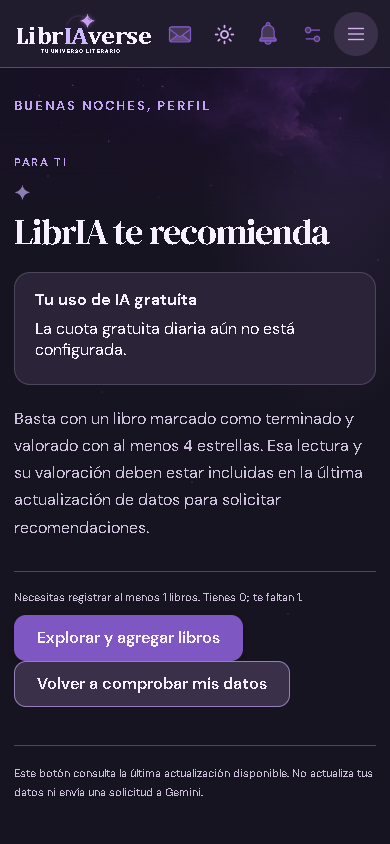 LibrIAverse
TU UNIVERSO LITERARIO
BUENAS NOCHES, PERFIL
PARA TI
LibrIA te recomienda
Tu uso de IA gratuita
La cuota gratuita diaria aún no está
configurada.
Basta con un libro marcado como terminado y
valorado con al menos 4 estrellas. Esa lectura y
su valoración deben estar incluidas en la última
actualización de datos para solicitar
recomendaciones.
Necesitas registrar al menos 1 libros. Tienes 0; te faltan 1.
Explorar y agregar libros
Volver a comprobar mis datos
Este botón consulta la última actualización disponible. No actualiza tus
datos ni envía una solicitud a Gemini.